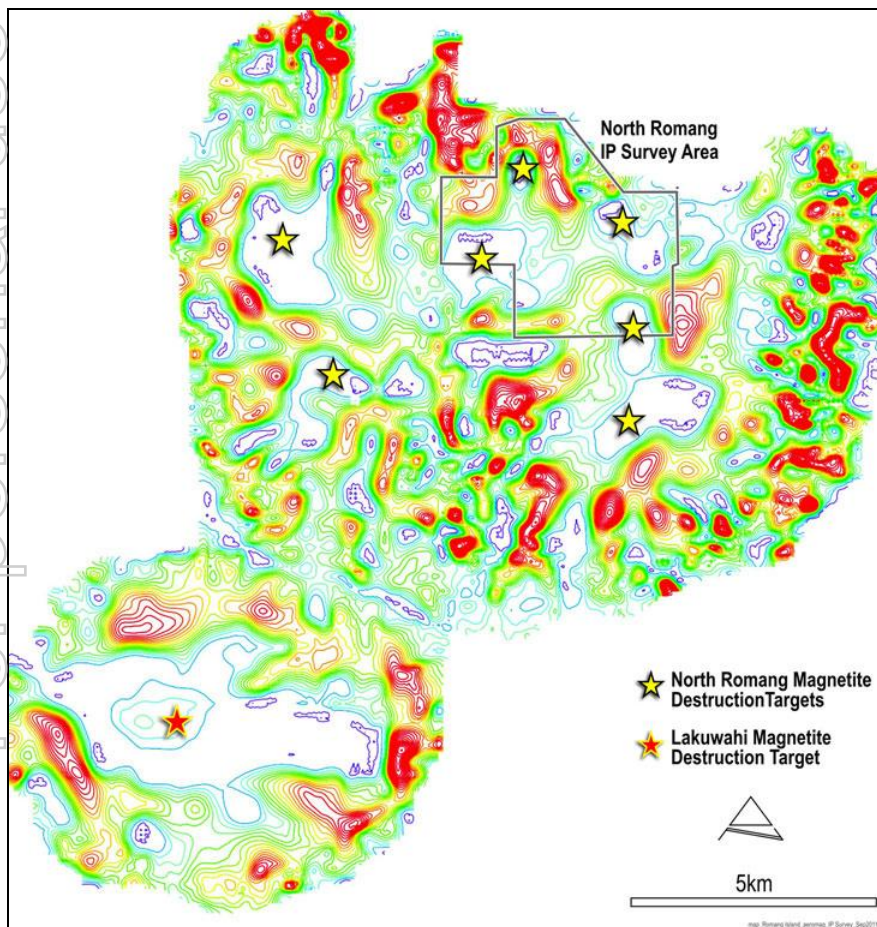 North Romang
IP Survey Area
North Romang Magnetite
DestructionTargets
Lakuwahi Magnetite
Destruction Target
5km